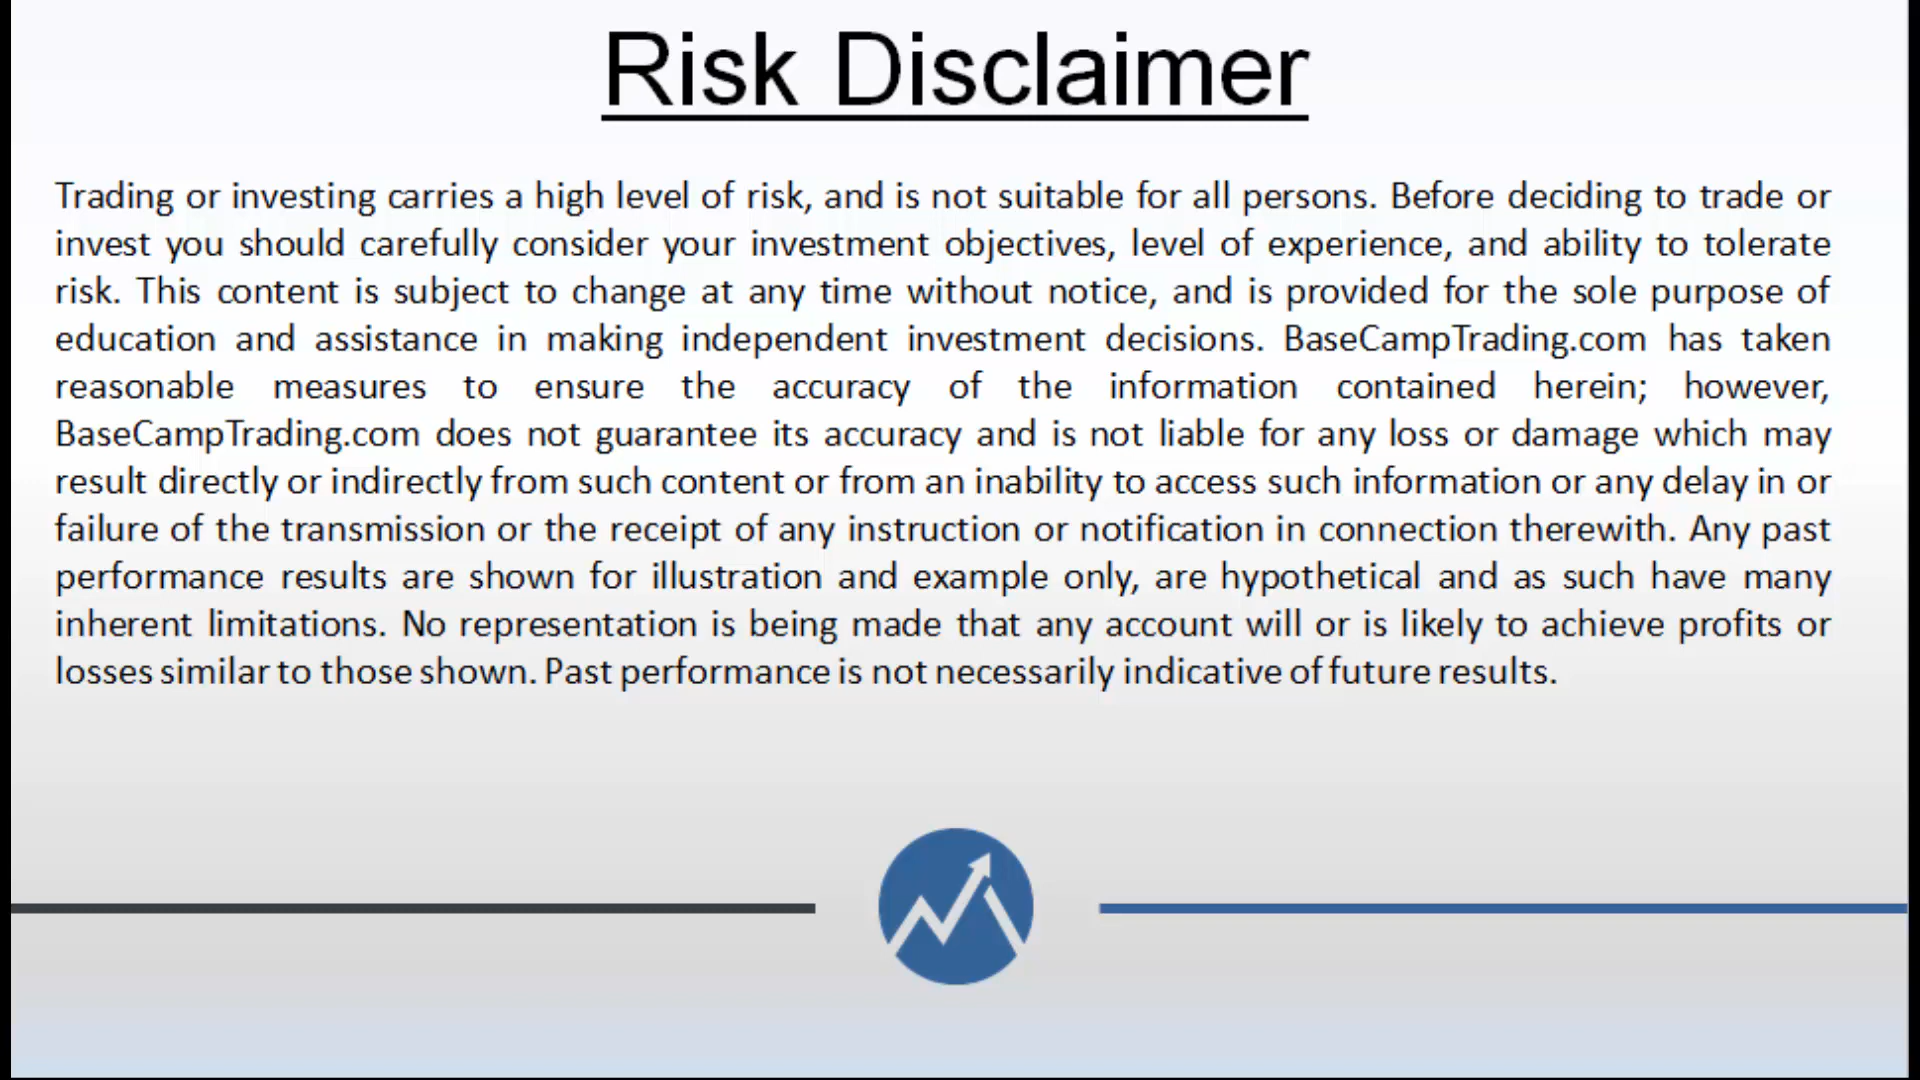 Risk Disclaimer
Trading or investing carries a high level of risk, and is not suitable for all persons. Before deciding to trade or
invest you should carefully consider your investment objectives, level of experience, and ability to tolerate
risk. This content is subject to change at any time without notice, and is provided for the sole purpose of
education and assistance in making independent investment decisions. BaseCampTrading.com has taken
reasonable measures to ensure the accuracy of the information contained herein; however,
BaseCampTrading.com does not guarantee its accuracy and is not liable for any loss or damage which may
result directly or indirectly from such content or from an inability to access such information or any delay in or
failure of the transmission or the receipt of any instruction or notification in connection therewith. Any past
performance results are shown for illustration and example only, are hypothetical and as such have many
inherent limitations. No representation is being made that any account will or is likely to achieve profits or
losses similar to those shown. Past performance is not necessarily indicative of future results.